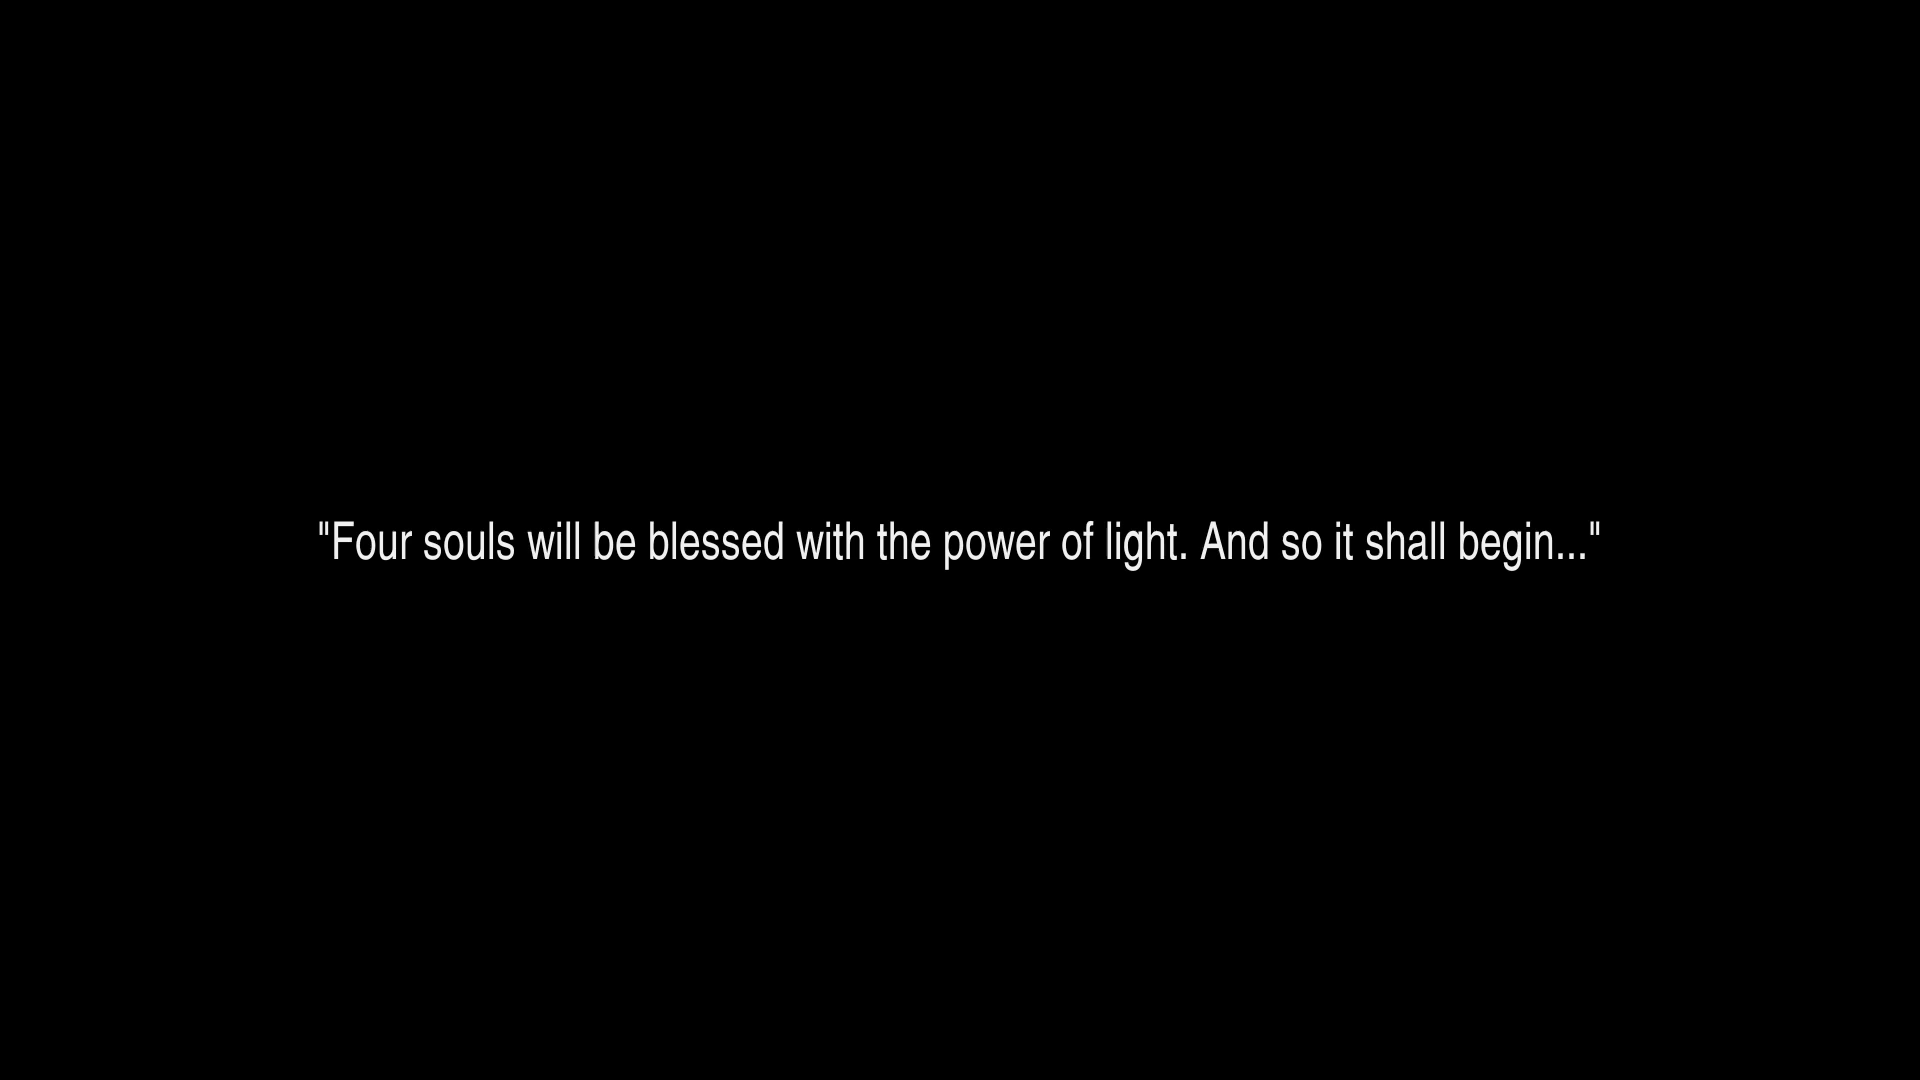 "Four souls will be blessed with the power of light. And so it shall begin..."